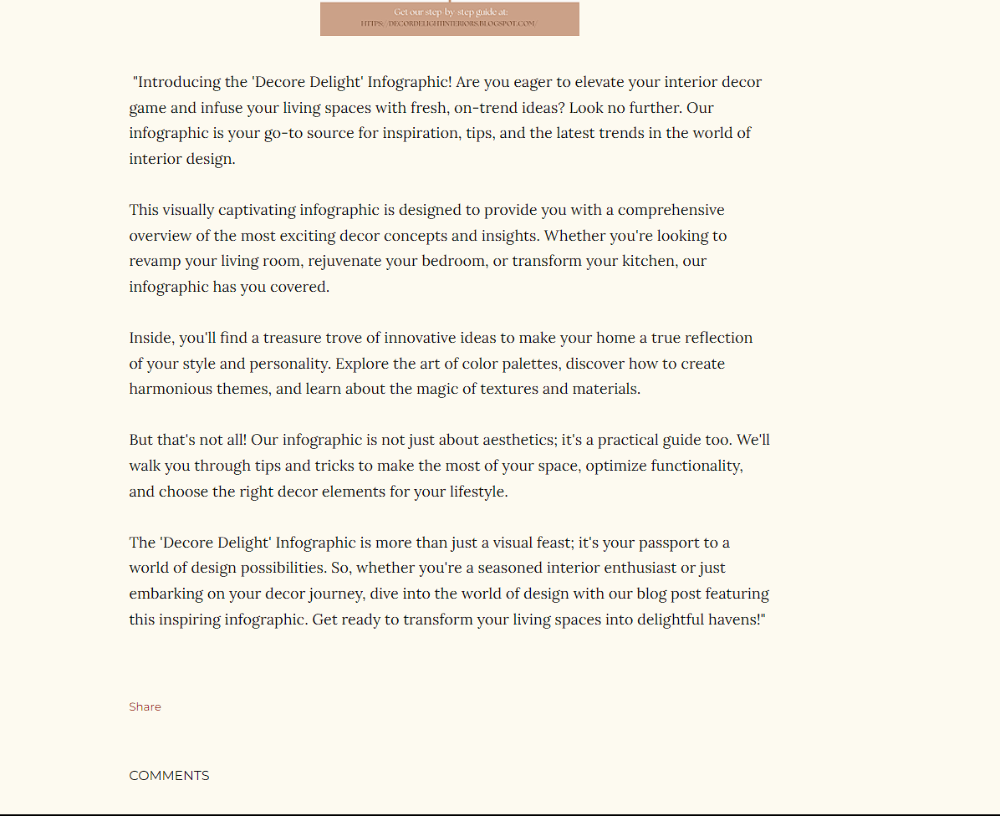 Get our step-by-step guide at:
HTTPS://DECORDELIGHTINTERIORS.BLOGSPOT.COM/
"Introducing the 'Decore Delight' Infographic! Are you eager to elevate your interior decor
game and infuse your living spaces with fresh, on-trend ideas? Look no further. Our
infographic is your go-to source for inspiration, tips, and the latest trends in the world of
interior design.
This visually captivating infographic is designed to provide you with a comprehensive
overview of the most exciting decor concepts and insights. Whether you're looking to
revamp your living room, rejuvenate your bedroom, or transform your kitchen, our
infographic has you covered.
Inside, you'll find a treasure trove of innovative ideas to make your home a true reflection
of your style and personality. Explore the art of color palettes, discover how to create
harmonious themes, and learn about the magic of textures and materials.
But that's not all! Our infographic is not just about aesthetics; it's a practical guide too. We'll
walk you through tips and tricks to make the most of your space, optimize functionality,
and choose the right decor elements for your lifestyle.
The 'Decore Delight' Infographic is more than just a visual feast; it's your passport to a
world of design possibilities. So, whether you're a seasoned interior enthusiast or just
embarking on your decor journey, dive into the world of design with our blog post featuring
this inspiring infographic. Get ready to transform your living spaces into delightful havens!"
Share
COMMENTS